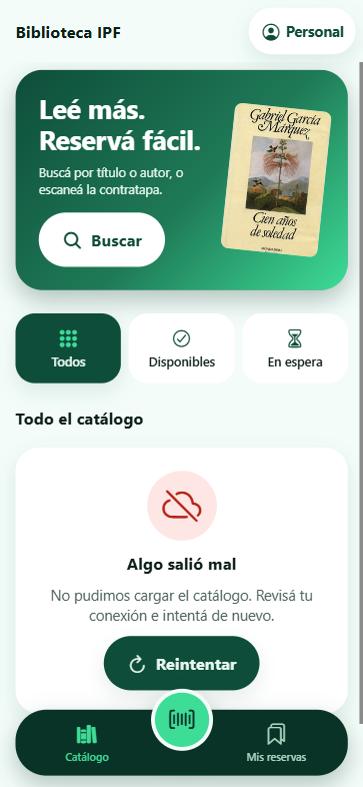 Biblioteca IPF
Personal
Leé más.
Reservá fácil.
Buscá por título o autor, o
escaneá la contratapa.
Buscar
Gabriel García
Márquez
Cien años
de soledad
Todos
Disponibles
En espera
Todo el catálogo
Algo salió mal
No pudimos cargar el catálogo. Revisá tu
conexión e intentá de nuevo.
Reintentar
Catálogo
Mis reservas